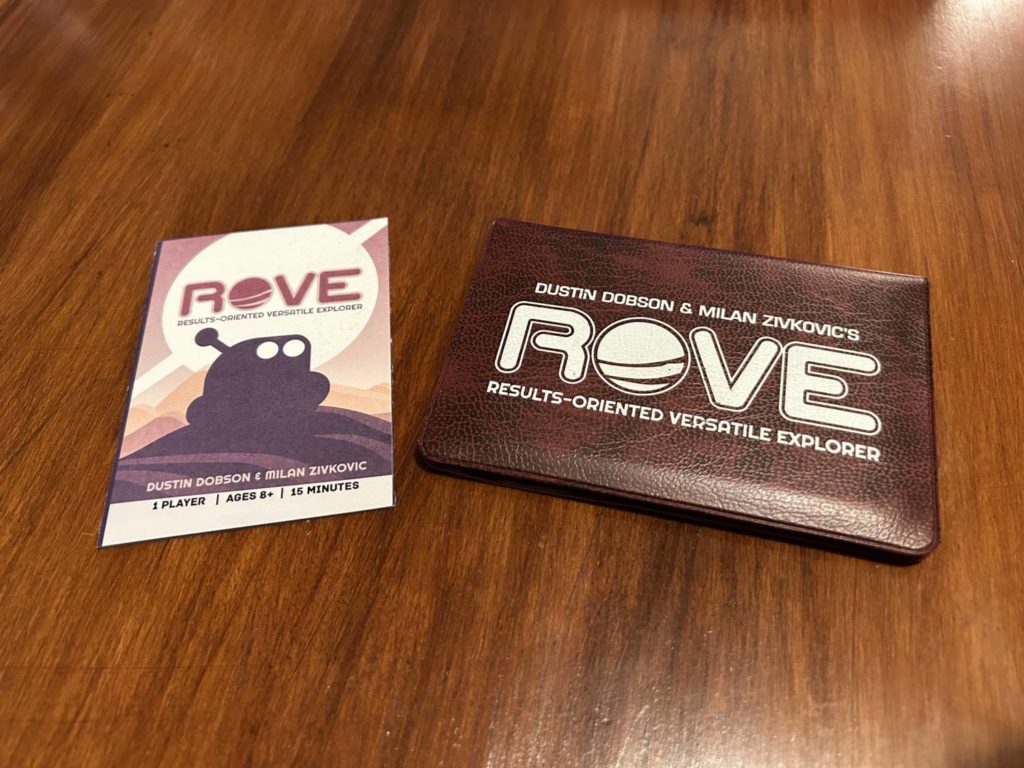 ROVE
RESULTS-ORIENTED VERSATILE EXPLORER
DUSTIN DOBSON & MILAN ZIVKOVIC
1 PLAYER | AGES 8+ | 15 MINUTES
DUSTIN DOBSON & MILAN ZIVKOVIC'S
ROVE
RESULTS-ORIENTED VERSATILE EXPLORER